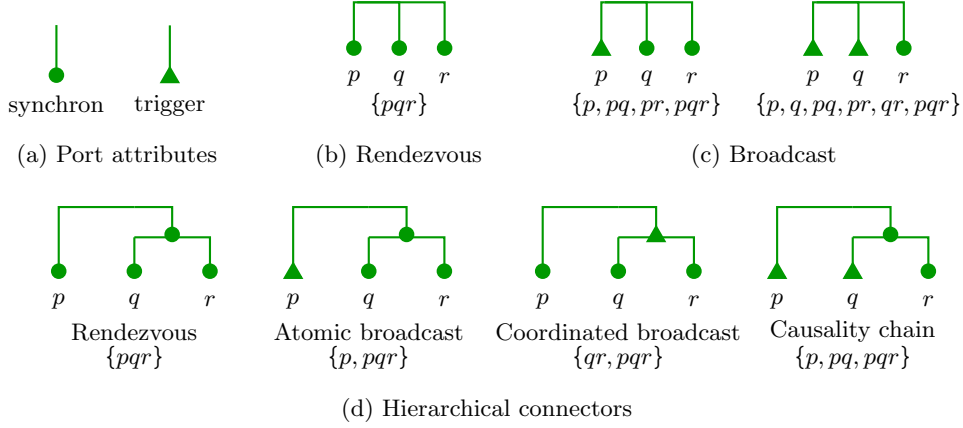 synchron trigger
(a) Port attributes
p q r
{pqr}
(b) Rendezvous
p q r p q r
{p, pq, pr, pqr} {p, q, pq, pr, qr, pqr}
(c) Broadcast
p q r p q r p q r p q r
Rendezvous Atomic broadcast Coordinated broadcast Causality chain
{pqr} {p, pqr} {qr, pqr} {p, pq, pqr}
(d) Hierarchical connectors